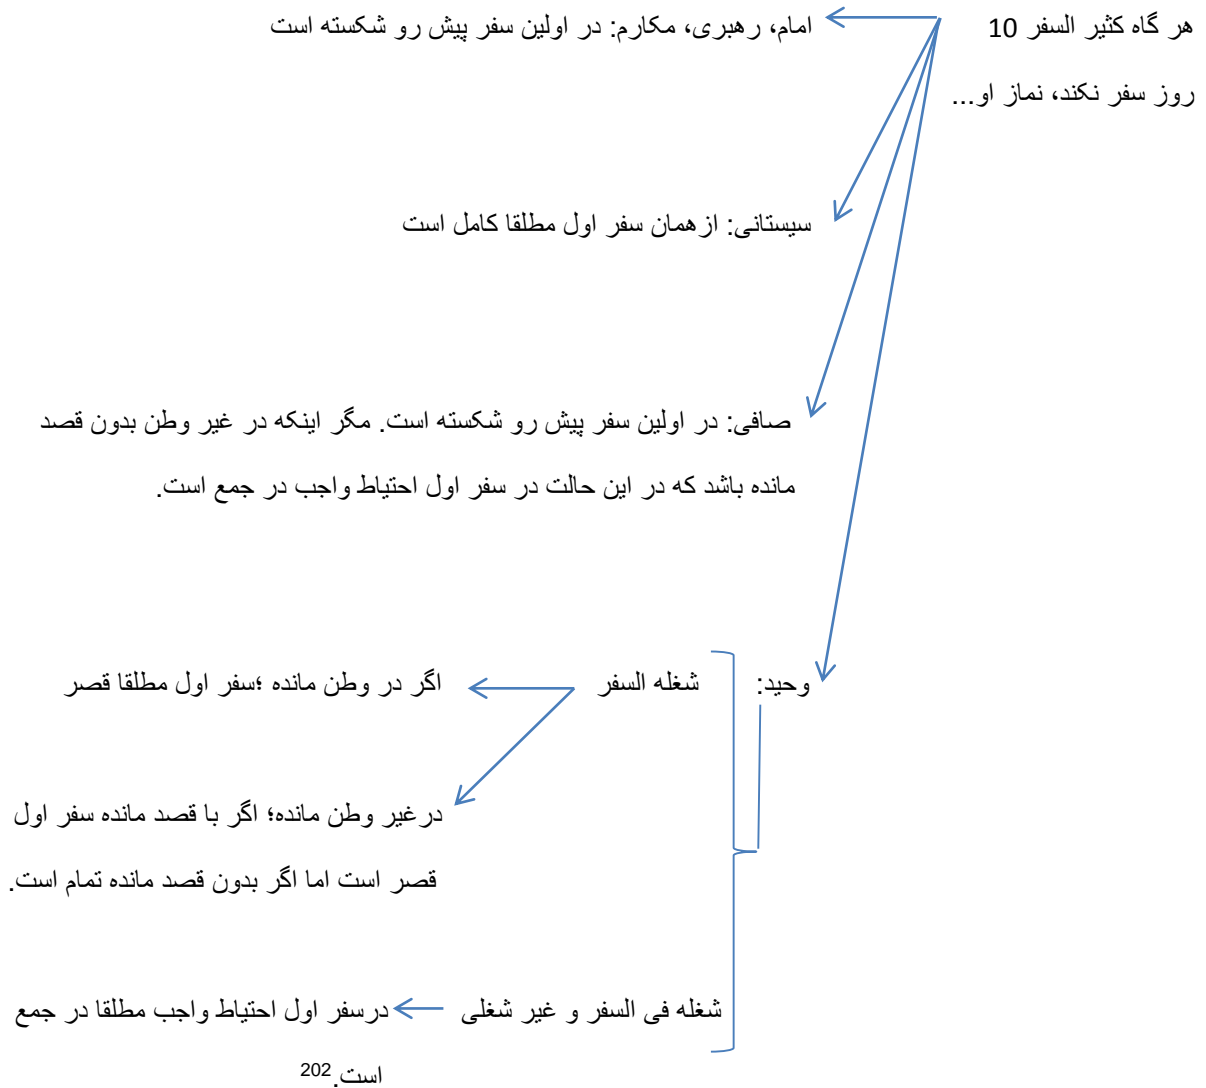 هر گاه کثیر السفر 10
روز سفر نکند، نماز او...
امام، رهبری، مکارم: در اولین سفر پیش رو شکسته است
سیستانی: ازهمان سفر اول مطلقا کامل است
صافی: در اولین سفر پیش رو شکسته است. مگر اینکه در غیر وطن بدون قصد
مانده باشد که در این حالت در سفر اول احتیاط واجب در جمع است.
وحید:
شغله السفر
اگر در وطن مانده ؛سفر اول مطلقا قصر
درغیر وطن مانده؛ اگر با قصد مانده سفر اول
قصر است اما اگر بدون قصد مانده تمام است.
شغله فی السفر و غیر شغلی
درسفر اول احتیاط واجب مطلقا در جمع
است.202